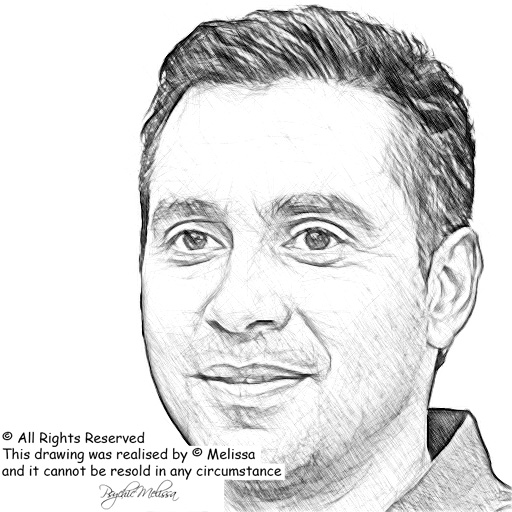 © All Rights Reserved
This drawing was realised by © Melissa
and it cannot be resold in any circumstance
Psychic Melissa